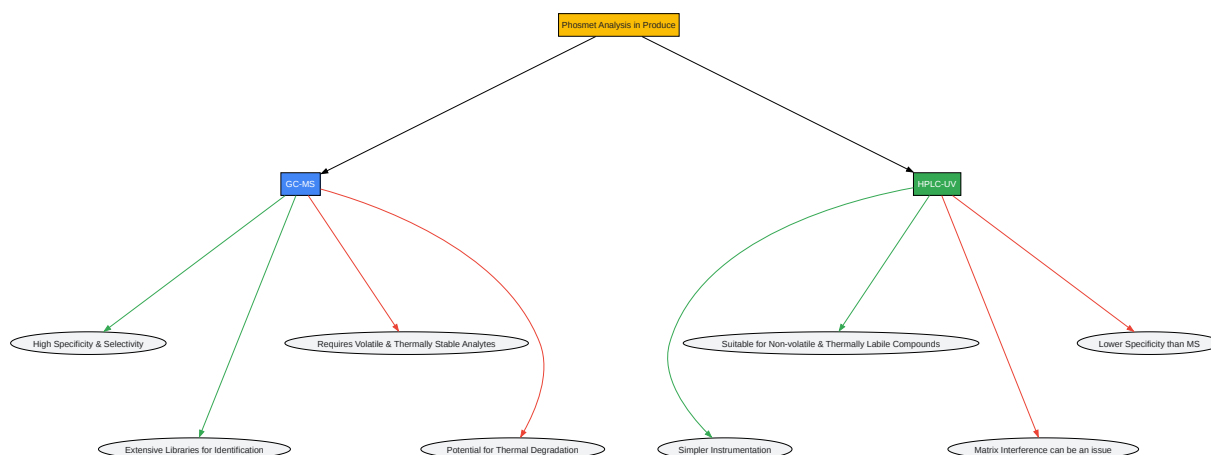 Phosmet Analysis in Produce
GC-MS
HPLC-UV
High Specificity & Selectivity
Requires Volatile & Thermally Stable Analytes
Suitable for Non-volatile & Thermally Labile Compounds
Lower Specificity than MS
Extensive Libraries for Identification
Potential for Thermal Degradation
Simpler Instrumentation
Matrix Interference can be an issue